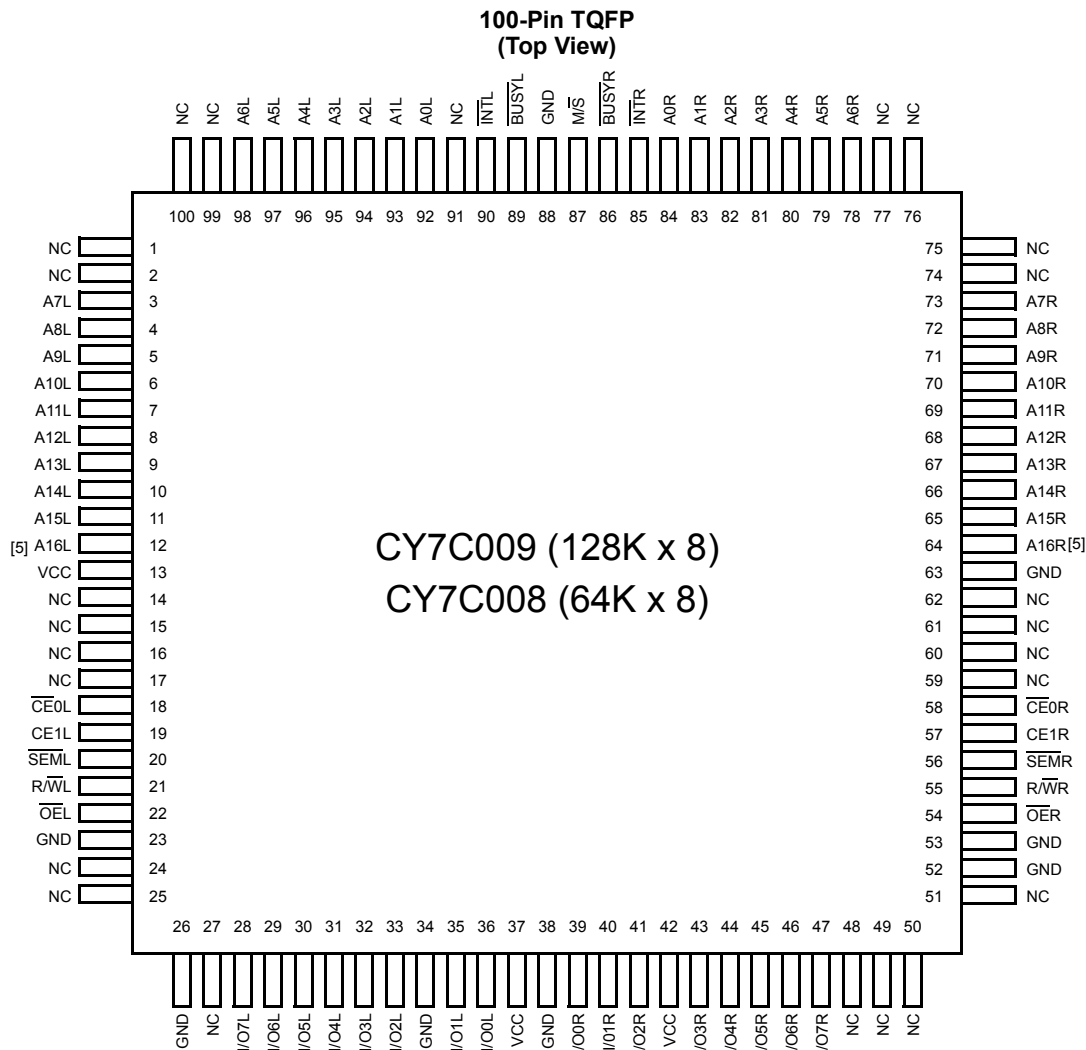 100-Pin TQFP
(Top View)
NC NC A6L A5L A4L A3L A2L A1L A0L NC INTL BUSYL GND M/S BUSYR INTR A0R A1R A2R A3R A4R A5R A6R NC NC
100 99 98 97 96 95 94 93 92 91 90 89 88 87 86 85 84 83 82 81 80 79 78 77 76
NC 1 75 NC
NC 2 74 NC
A7L 3 73 A7R
A8L 4 72 A8R
A9L 5 71 A9R
A10L 6 70 A10R
A11L 7 69 A11R
A12L 8 68 A12R
A13L 9 67 A13R
A14L 10 66 A14R
A15L 11 65 A15R
[5] A16L 12 64 A16R[5]
VCC 13 63 GND
NC 14 62 NC
NC 15 61 NC
NC 16 60 NC
NC 17 59 NC
CE0L 18 58 CE0R
CE1L 19 57 CE1R
SEML 20 56 SEMR
R/WL 21 55 R/WR
OEL 22 54 OER
GND 23 53 GND
NC 24 52 GND
NC 25 51 NC
CY7C009 (128K x 8)
CY7C008 (64K x 8)
26 27 28 29 30 31 32 33 34 35 36 37 38 39 40 41 42 43 44 45 46 47 48 49 50
GND NC I/O7L I/O6L I/O5L I/O4L I/O3L I/O2L GND I/O1L I/O0L VCC GND I/O0R I/01R I/O2R VCC I/O3R I/O4R I/O5R I/O6R I/O7R NC NC NC